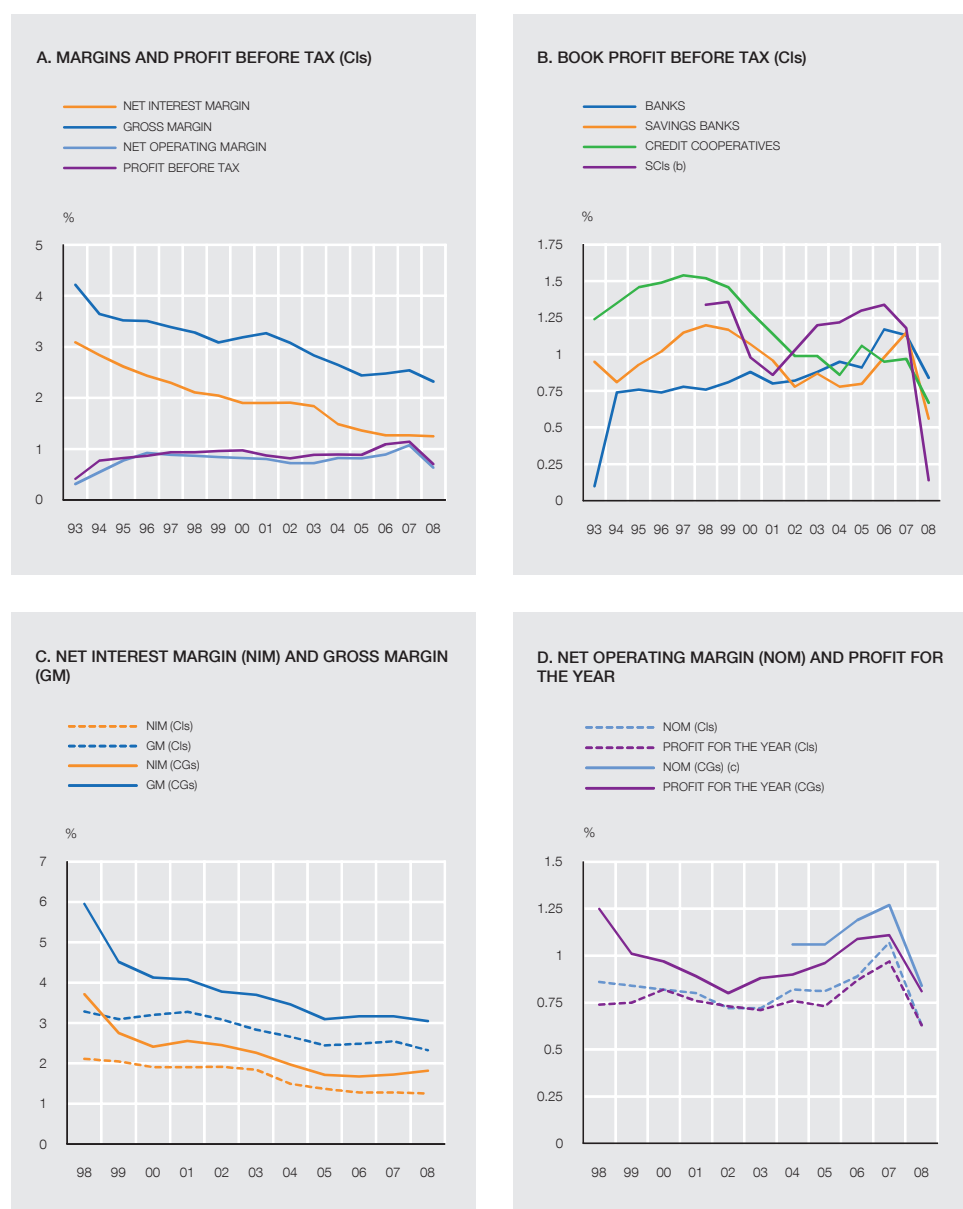 A. MARGINS AND PROFIT BEFORE TAX (CIs)
NET INTEREST MARGIN
GROSS MARGIN
NET OPERATING MARGIN
PROFIT BEFORE TAX
%
5
4
3
2
1
0
93 94 95 96 97 98 99 00 01 02 03 04 05 06 07 08
B. BOOK PROFIT BEFORE TAX (CIs)
BANKS
SAVINGS BANKS
CREDIT COOPERATIVES
SCIs (b)
%
1.75
1.5
1.25
1
0.75
0.5
0.25
0
93 94 95 96 97 98 99 00 01 02 03 04 05 06 07 08
C. NET INTEREST MARGIN (NIM) AND GROSS MARGIN
(GM)
NIM (CIs)
GM (CIs)
NIM (CGs)
GM (CGs)
%
7
6
5
4
3
2
1
0
98 99 00 01 02 03 04 05 06 07 08
D. NET OPERATING MARGIN (NOM) AND PROFIT FOR
THE YEAR
NOM (CIs)
PROFIT FOR THE YEAR (CIs)
NOM (CGs) (c)
PROFIT FOR THE YEAR (CGs)
%
1.5
1.25
1
0.75
0.5
0.25
0
98 99 00 01 02 03 04 05 06 07 08